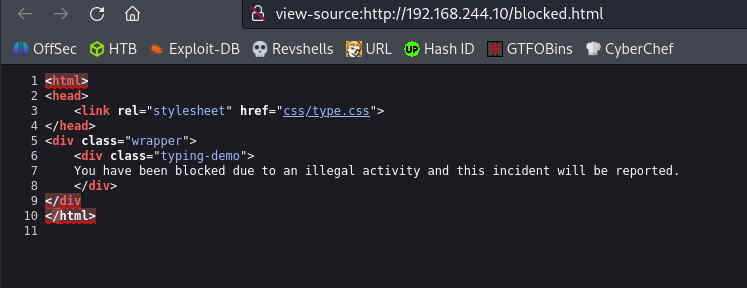 view-source:http://192.168.244.10/blocked.html
OffSec HTB Exploit-DB Revshells URL Hash ID GTFOBins CyberChef
1 <html>
2 <head>
3     <link rel="stylesheet" href="css/type.css">
4 </head>
5 <div class="wrapper">
6     <div class="typing-demo">
7     You have been blocked due to an illegal activity and this incident will be reported.
8     </div>
9 </div
10 </html>
11